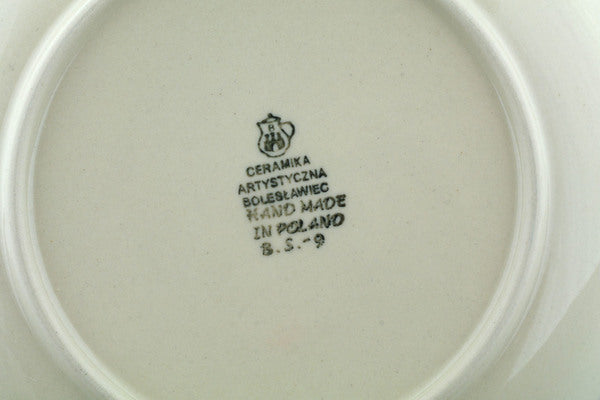 B
CERAMIKA
ARTYSTYCZNA
BOLESŁAWIEC
HAND MADE
IN POLAND
B.S.-9